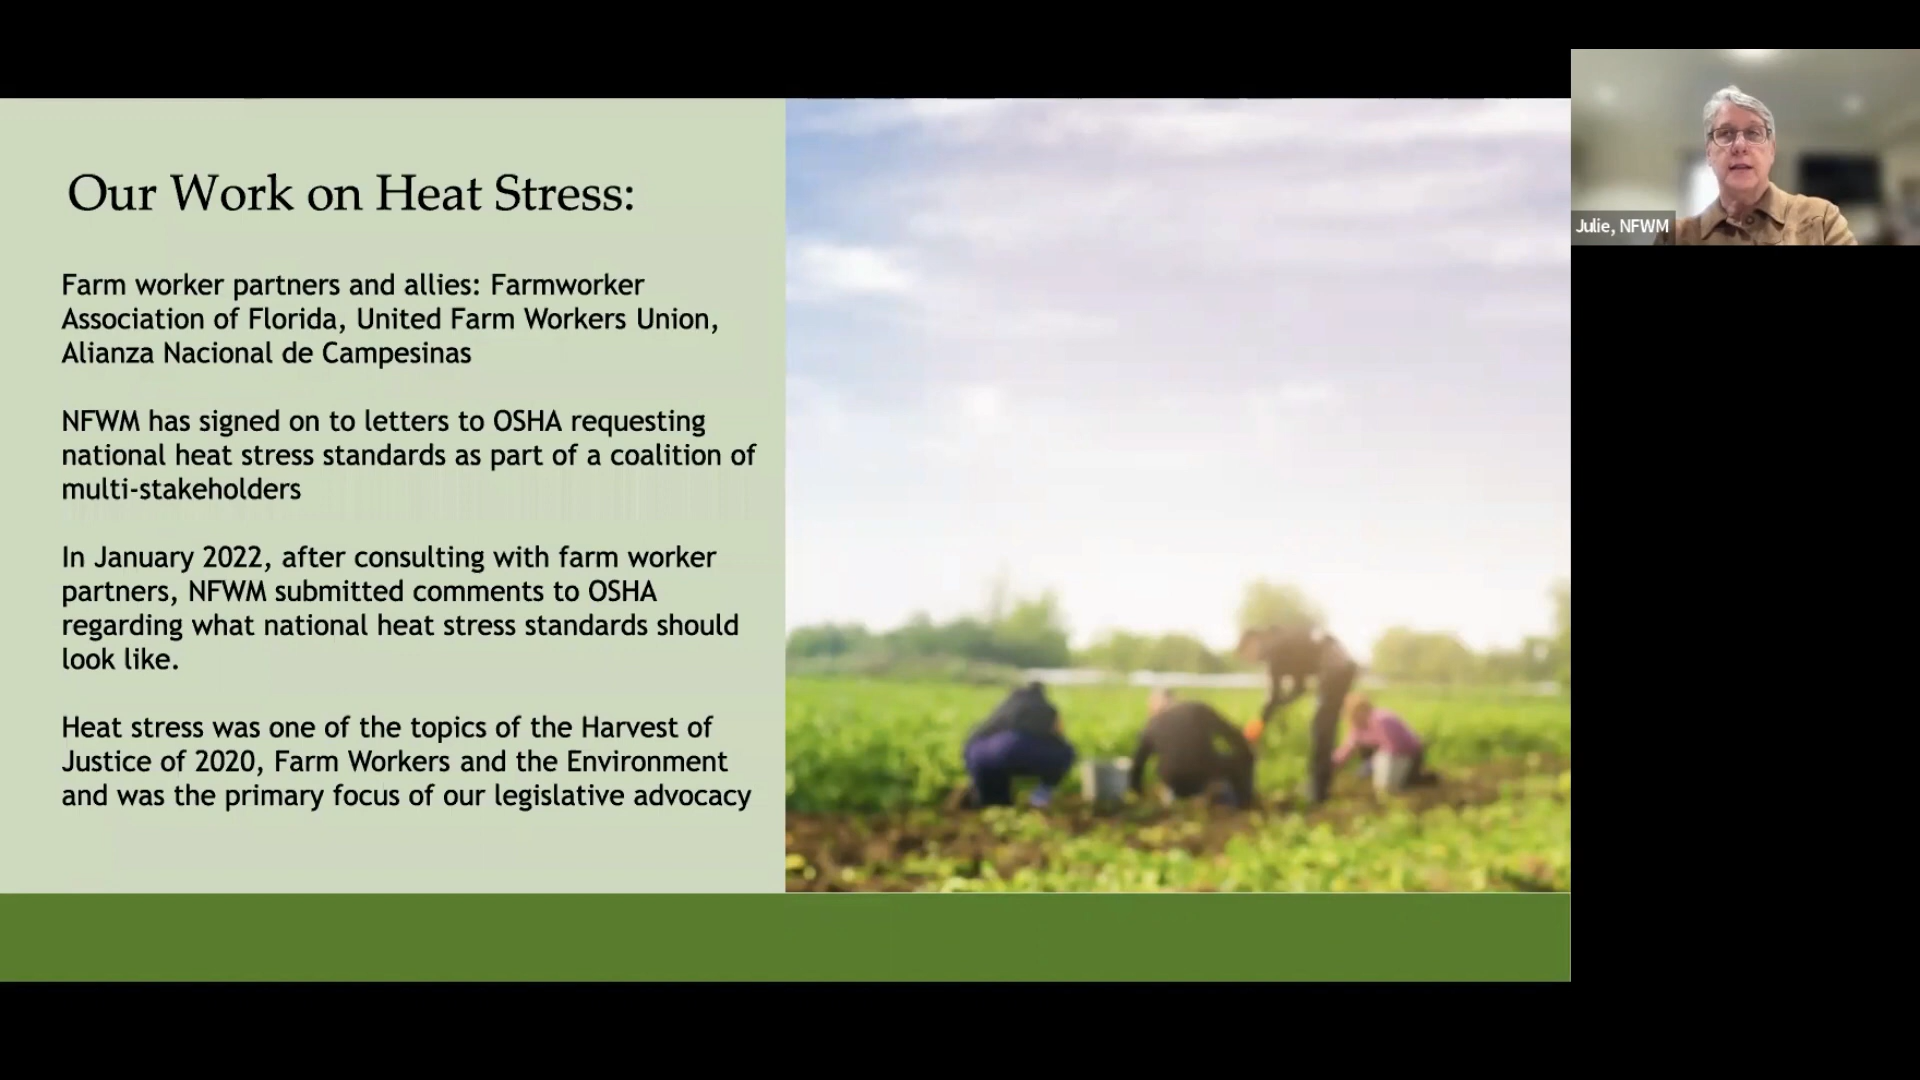 Our Work on Heat Stress:
Farm worker partners and allies: Farmworker
Association of Florida, United Farm Workers Union,
Alianza Nacional de Campesinas
NFWM has signed on to letters to OSHA requesting
national heat stress standards as part of a coalition of
multi-stakeholders
In January 2022, after consulting with farm worker
partners, NFWM submitted comments to OSHA
regarding what national heat stress standards should
look like.
Heat stress was one of the topics of the Harvest of
Justice of 2020, Farm Workers and the Environment
and was the primary focus of our legislative advocacy
Julie, NFWM